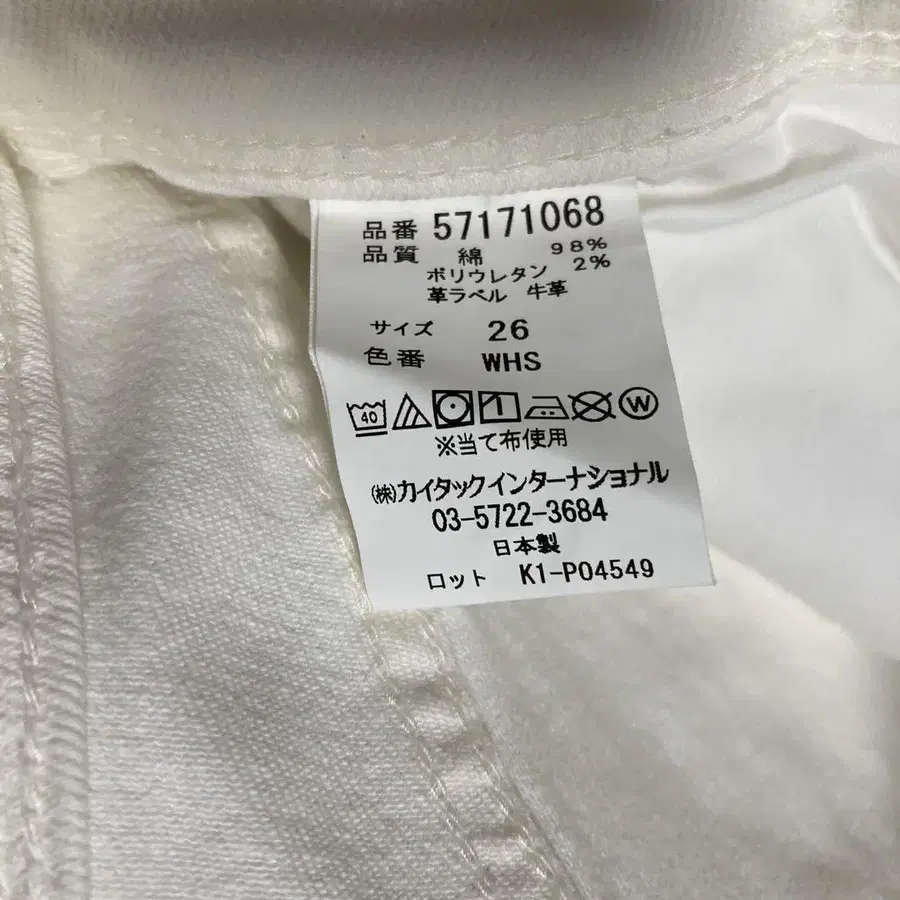 品番 57171068
品質 綿 98%
ポリウレタン 2%
革ラベル 牛革
サイズ 26
色番 WHS
40 W
※当て布使用
㈱カイタックインターナショナル
03-5722-3684
日本製
ロット K1-P04549